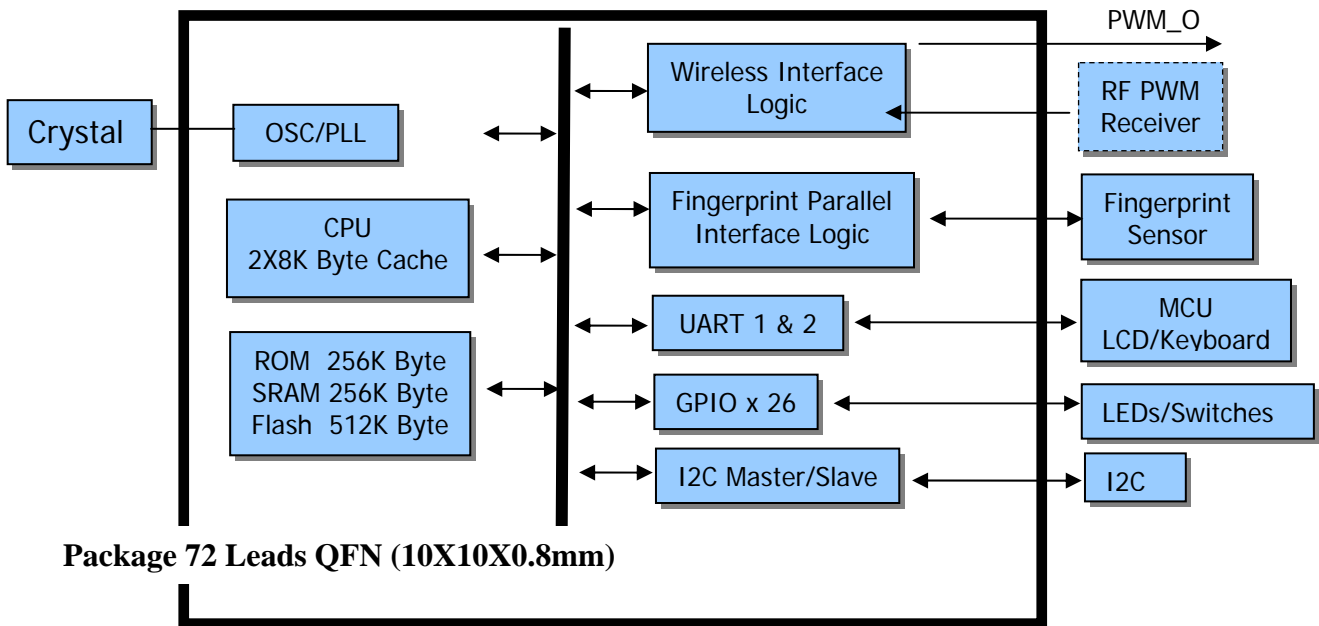 PWM_O
Wireless Interface
Logic
RF PWM
Receiver
Crystal
OSC/PLL
Fingerprint Parallel
Interface Logic
Fingerprint
Sensor
CPU
2X8K Byte Cache
UART 1 & 2
MCU
LCD/Keyboard
ROM 256K Byte
SRAM 256K Byte
Flash 512K Byte
GPIO x 26
LEDs/Switches
I2C Master/Slave
I2C
Package 72 Leads QFN (10X10X0.8mm)